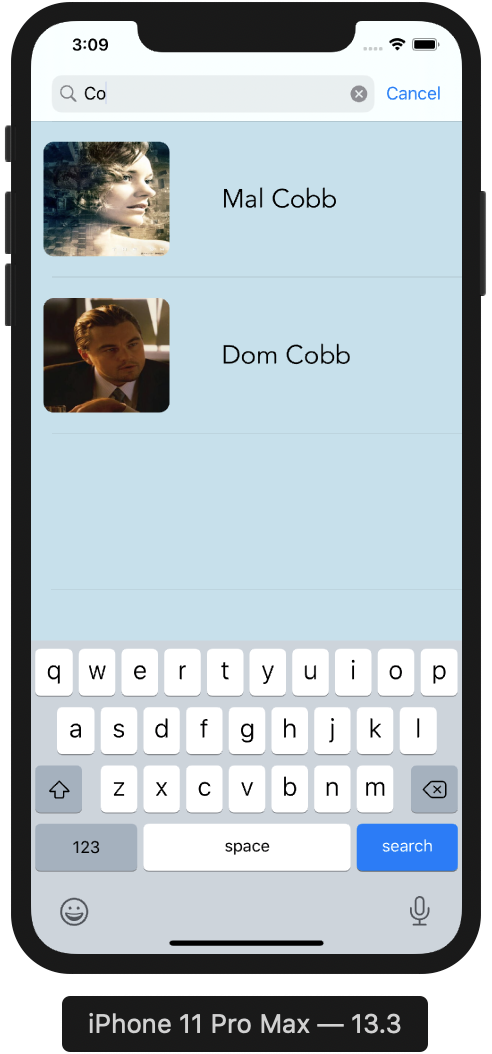 3:09
Co Cancel
Mal Cobb
Dom Cobb
q w e r t y u i o p
a s d f g h j k l
z x c v b n m
123 space search
iPhone 11 Pro Max — 13.3